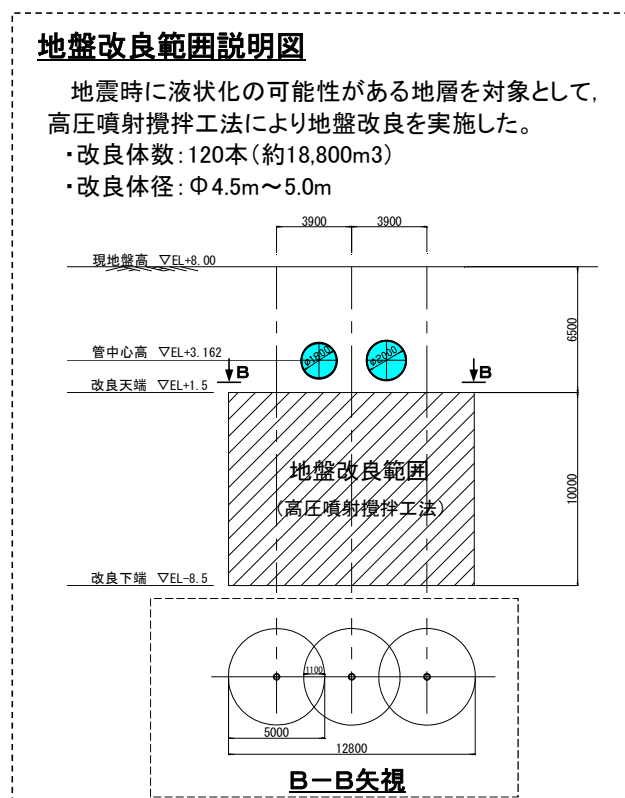 地盤改良範囲説明図
地震時に液状化の可能性がある地層を対象として，
高圧噴射攪拌工法により地盤改良を実施した。
・改良体数：120本（約18,800m3）
・改良体径：Φ4.5m～5.0m
3900 3900
現地盤高 ▽EL+8.00
6500
管中心高 ▽EL+3.162
φ1800 φ2000
B B
改良天端 ▽EL+1.5
地盤改良範囲
（高圧噴射攪拌工法）
10000
改良下端 ▽EL-8.5
1100
5000
12800
B－B矢視